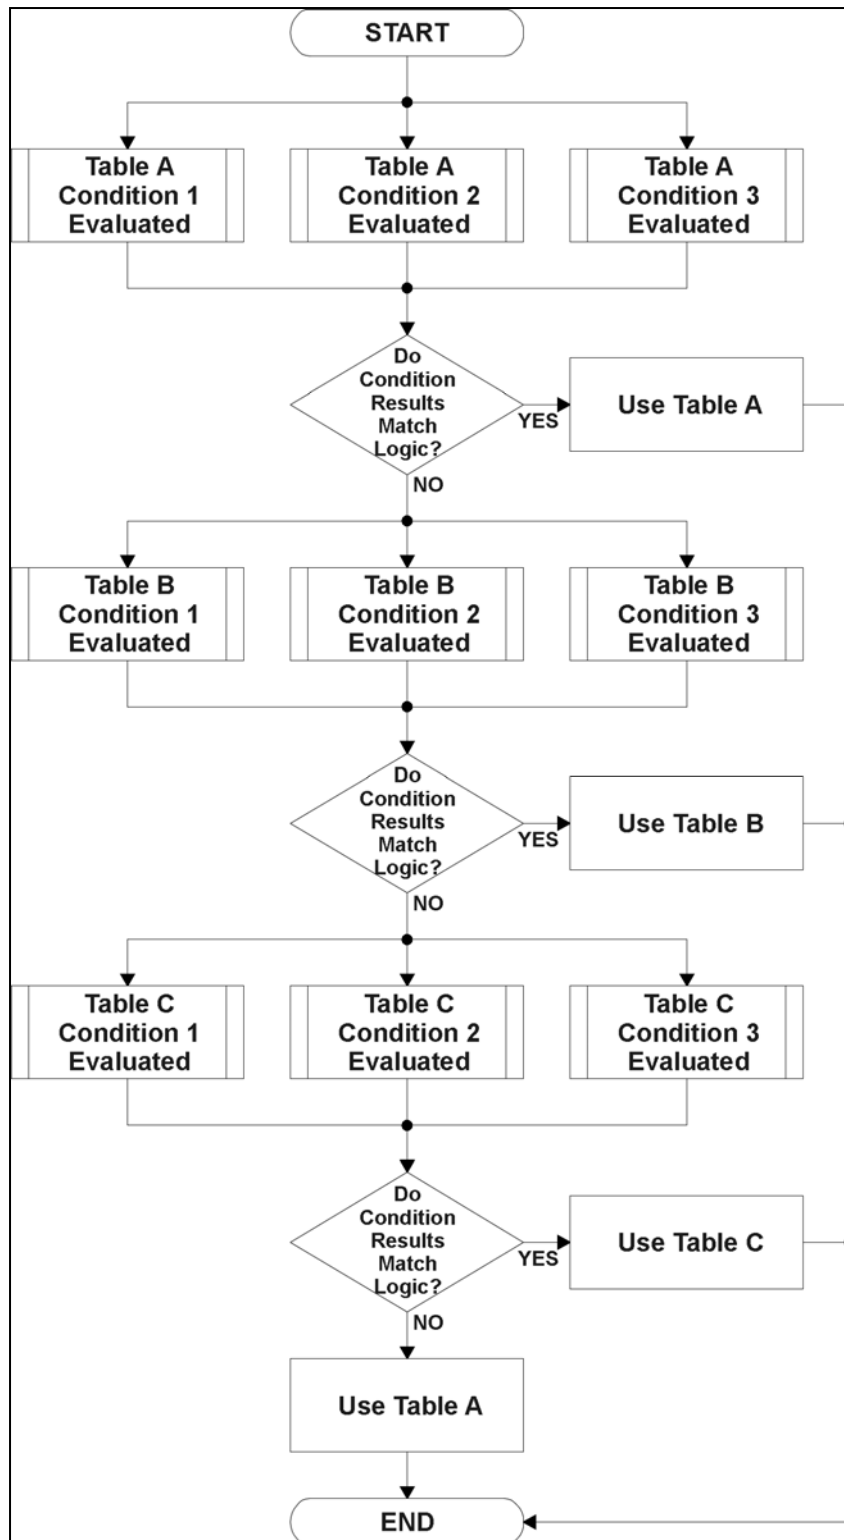 START
Table A
Condition 1
Evaluated
Table A
Condition 2
Evaluated
Table A
Condition 3
Evaluated
Do
Condition
Results
Match
Logic?
YES
Use Table A
NO
Table B
Condition 1
Evaluated
Table B
Condition 2
Evaluated
Table B
Condition 3
Evaluated
Do
Condition
Results
Match
Logic?
YES
Use Table B
NO
Table C
Condition 1
Evaluated
Table C
Condition 2
Evaluated
Table C
Condition 3
Evaluated
Do
Condition
Results
Match
Logic?
YES
Use Table C
NO
Use Table A
END